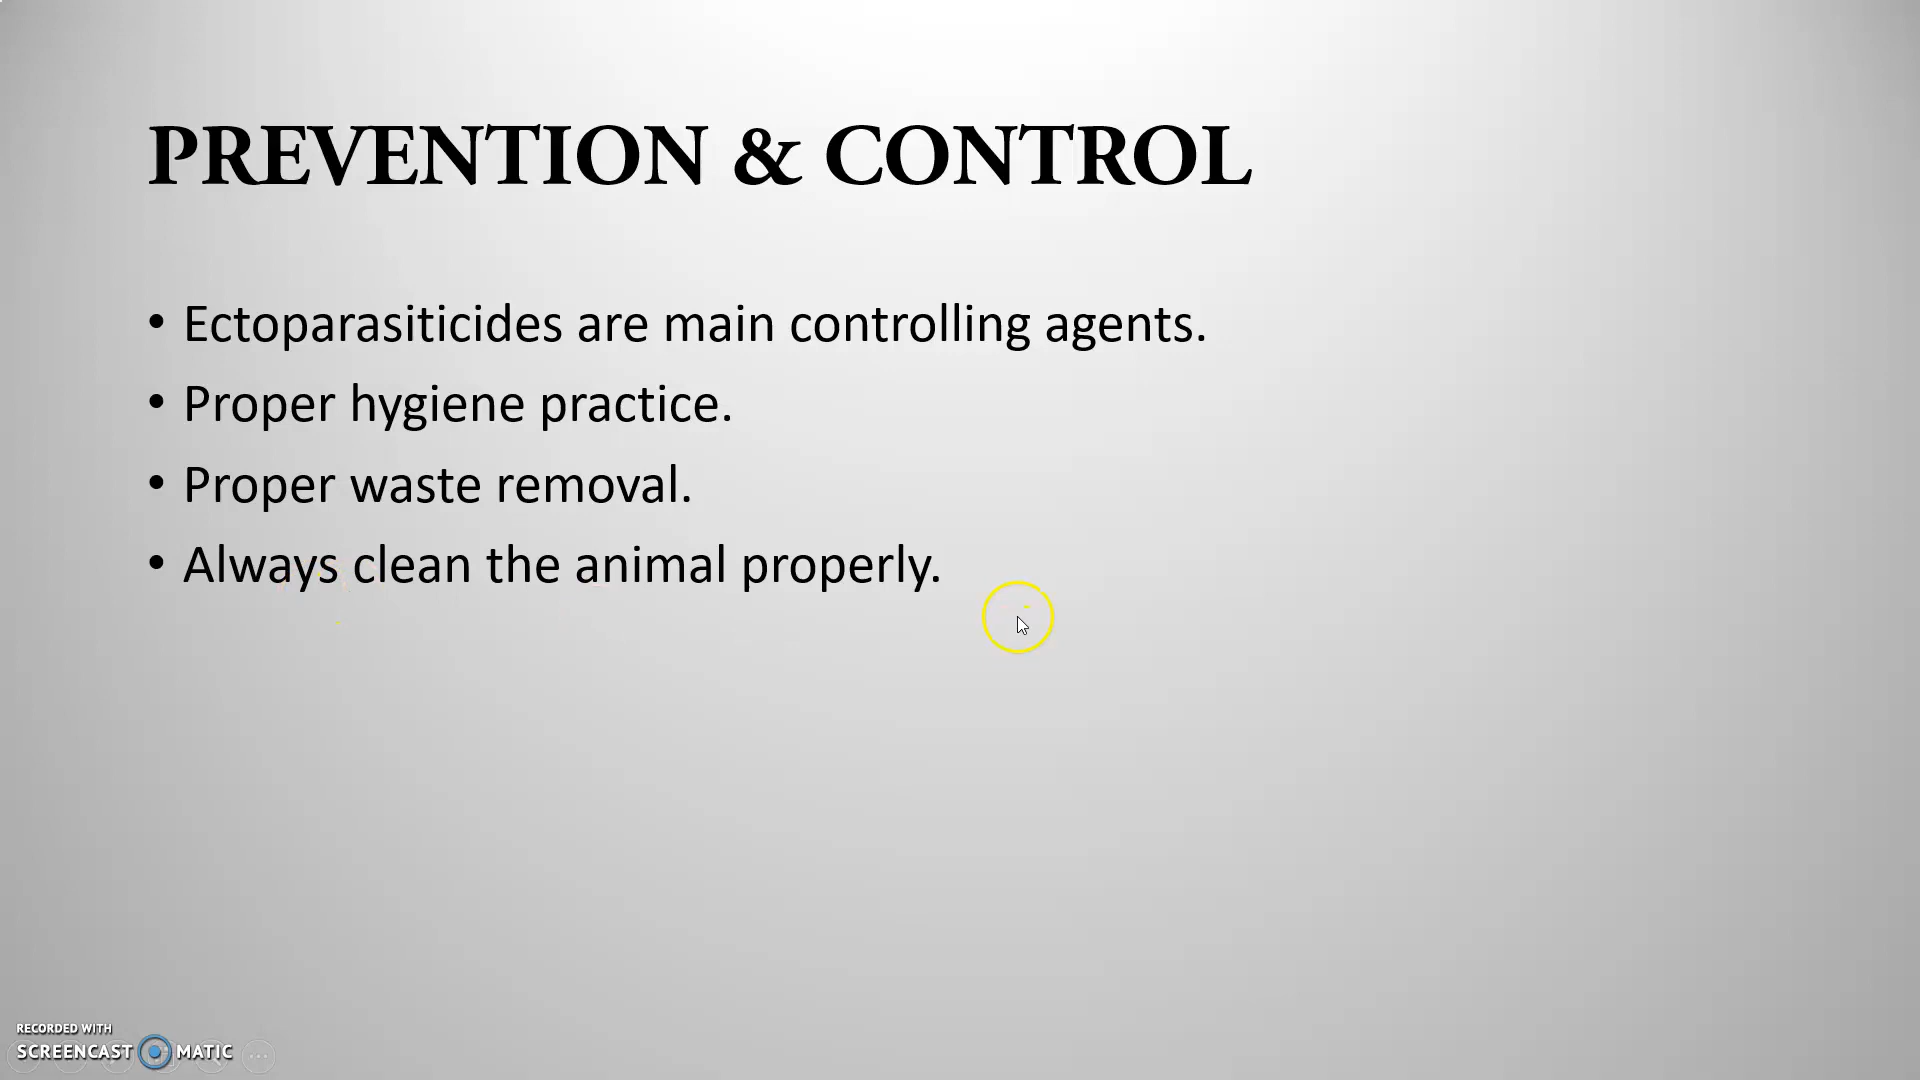 PREVENTION & CONTROL
• Ectoparasiticides are main controlling agents.
• Proper hygiene practice.
• Proper waste removal.
• Always clean the animal properly.
RECORDED WITH
SCREENCAST MATIC